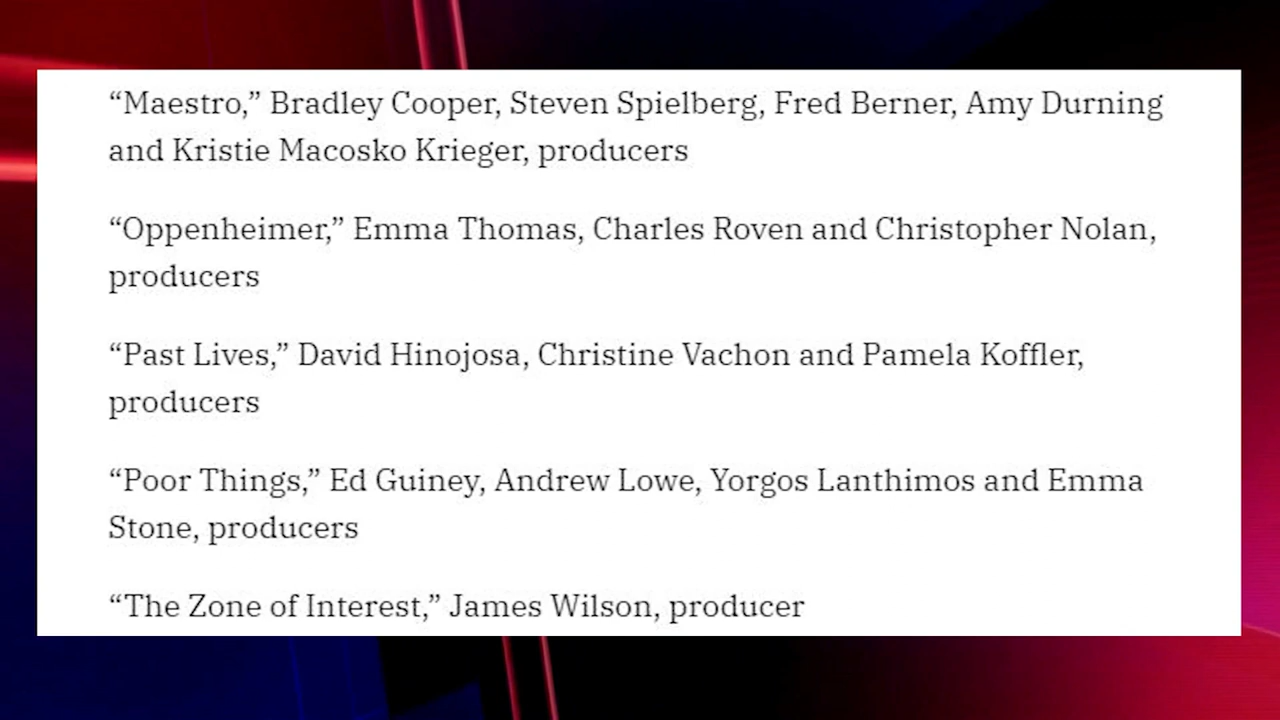 “Maestro,” Bradley Cooper, Steven Spielberg, Fred Berner, Amy Durning
and Kristie Macosko Krieger, producers
“Oppenheimer,” Emma Thomas, Charles Roven and Christopher Nolan,
producers
“Past Lives,” David Hinojosa, Christine Vachon and Pamela Koffler,
producers
“Poor Things,” Ed Guiney, Andrew Lowe, Yorgos Lanthimos and Emma
Stone, producers
“The Zone of Interest,” James Wilson, producer